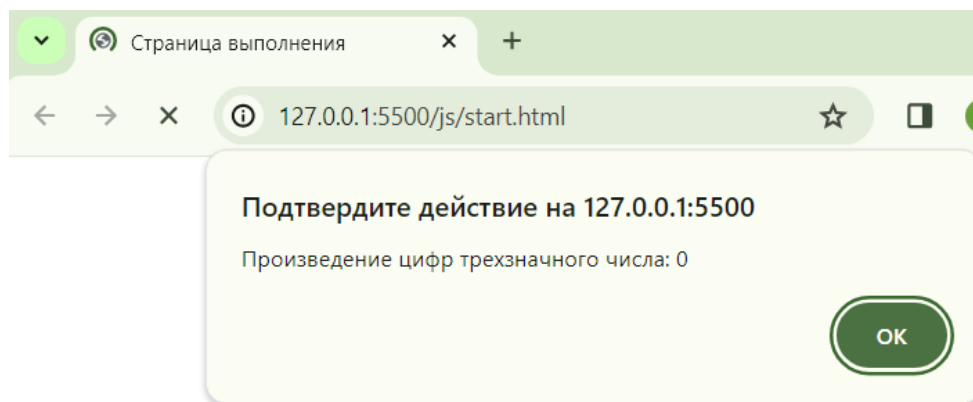 Страница выполнения
127.0.0.1:5500/js/start.html
Подтвердите действие на 127.0.0.1:5500
Произведение цифр трехзначного числа: 0
ОК